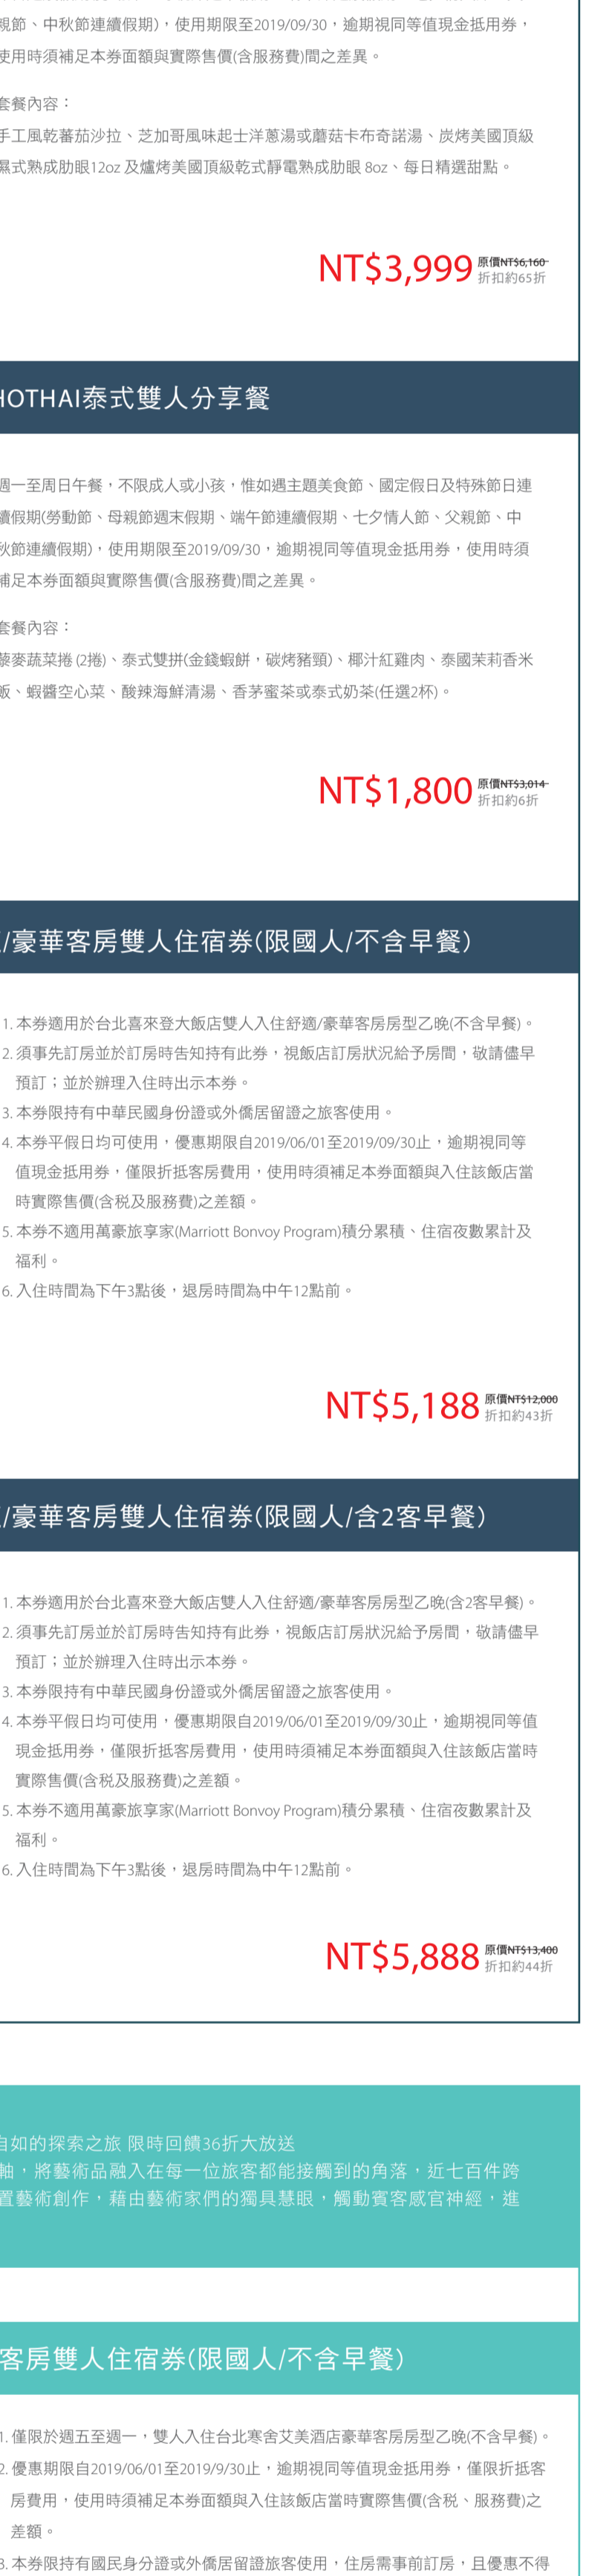 親節、中秋節連續假期)，使用期限至2019/09/30，逾期視同等值現金抵用券，
使用時須補足本券面額與實際售價(含服務費)間之差異。
套餐內容：
手工風乾蕃茄沙拉、芝加哥風味起士洋蔥湯或蘑菇卡布奇諾湯、炭烤美國頂級
濕式熟成肋眼12oz 及爐烤美國頂級乾式靜電熟成肋眼 8oz、每日精選甜點。
NT$3,999 原價NT$6,160
折扣約65折
HOTHAI泰式雙人分享餐
週一至周日午餐，不限成人或小孩，惟如遇主題美食節、國定假日及特殊節日連
續假期(勞動節、母親節週末假期、端午節連續假期、七夕情人節、父親節、中
秋節連續假期)，使用期限至2019/09/30，逾期視同等值現金抵用券，使用時須
補足本券面額與實際售價(含服務費)間之差異。
套餐內容：
藜麥蔬菜捲 (2捲)、泰式雙拼(金錢蝦餅，碳烤豬頸)、椰汁紅雞肉、泰國茉莉香米
飯、蝦醬空心菜、酸辣海鮮清湯、香茅蜜茶或泰式奶茶(任選2杯)。
NT$1,800 原價NT$3,014
折扣約6折
/豪華客房雙人住宿券(限國人/不含早餐)
1. 本券適用於台北喜來登大飯店雙人入住舒適/豪華客房房型乙晚(不含早餐)。
2. 須事先訂房並於訂房時告知持有此券，視飯店訂房狀況給予房間，敬請儘早
預訂；並於辦理入住時出示本券。
3. 本券限持有中華民國身份證或外僑居留證之旅客使用。
4. 本券平假日均可使用，優惠期限自2019/06/01至2019/09/30止，逾期視同等
值現金抵用券，僅限折抵客房費用，使用時須補足本券面額與入住該飯店當
時實際售價(含稅及服務費)之差額。
5. 本券不適用萬豪旅享家(Marriott Bonvoy Program)積分累積、住宿夜數累計及
福利。
6. 入住時間為下午3點後，退房時間為中午12點前。
NT$5,188 原價NT$12,000
折扣約43折
/豪華客房雙人住宿券(限國人/含2客早餐)
1. 本券適用於台北喜來登大飯店雙人入住舒適/豪華客房房型乙晚(含2客早餐)。
2. 須事先訂房並於訂房時告知持有此券，視飯店訂房狀況給予房間，敬請儘早
預訂；並於辦理入住時出示本券。
3. 本券限持有中華民國身份證或外僑居留證之旅客使用。
4. 本券平假日均可使用，優惠期限自2019/06/01至2019/09/30止，逾期視同等值
現金抵用券，僅限折抵客房費用，使用時須補足本券面額與入住該飯店當時
實際售價(含稅及服務費)之差額。
5. 本券不適用萬豪旅享家(Marriott Bonvoy Program)積分累積、住宿夜數累計及
福利。
6. 入住時間為下午3點後，退房時間為中午12點前。
NT$5,888 原價NT$13,400
折扣約44折
自如的探索之旅 限時回饋36折大放送
軸，將藝術品融入在每一位旅客都能接觸到的角落，近七百件跨
置藝術創作，藉由藝術家們的獨具慧眼，觸動賓客感官神經，進
客房雙人住宿券(限國人/不含早餐)
1. 僅限於週五至週一，雙人入住台北寒舍艾美酒店豪華客房房型乙晚(不含早餐)。
2. 優惠期限自2019/06/01至2019/9/30止，逾期視同等值現金抵用券，僅限折抵客
房費用，使用時須補足本券面額與入住該飯店當時實際售價(含稅、服務費)之
差額。
3. 本券限持有國民身分證或外僑居留證旅客使用，住房需事前訂房，且優惠不得